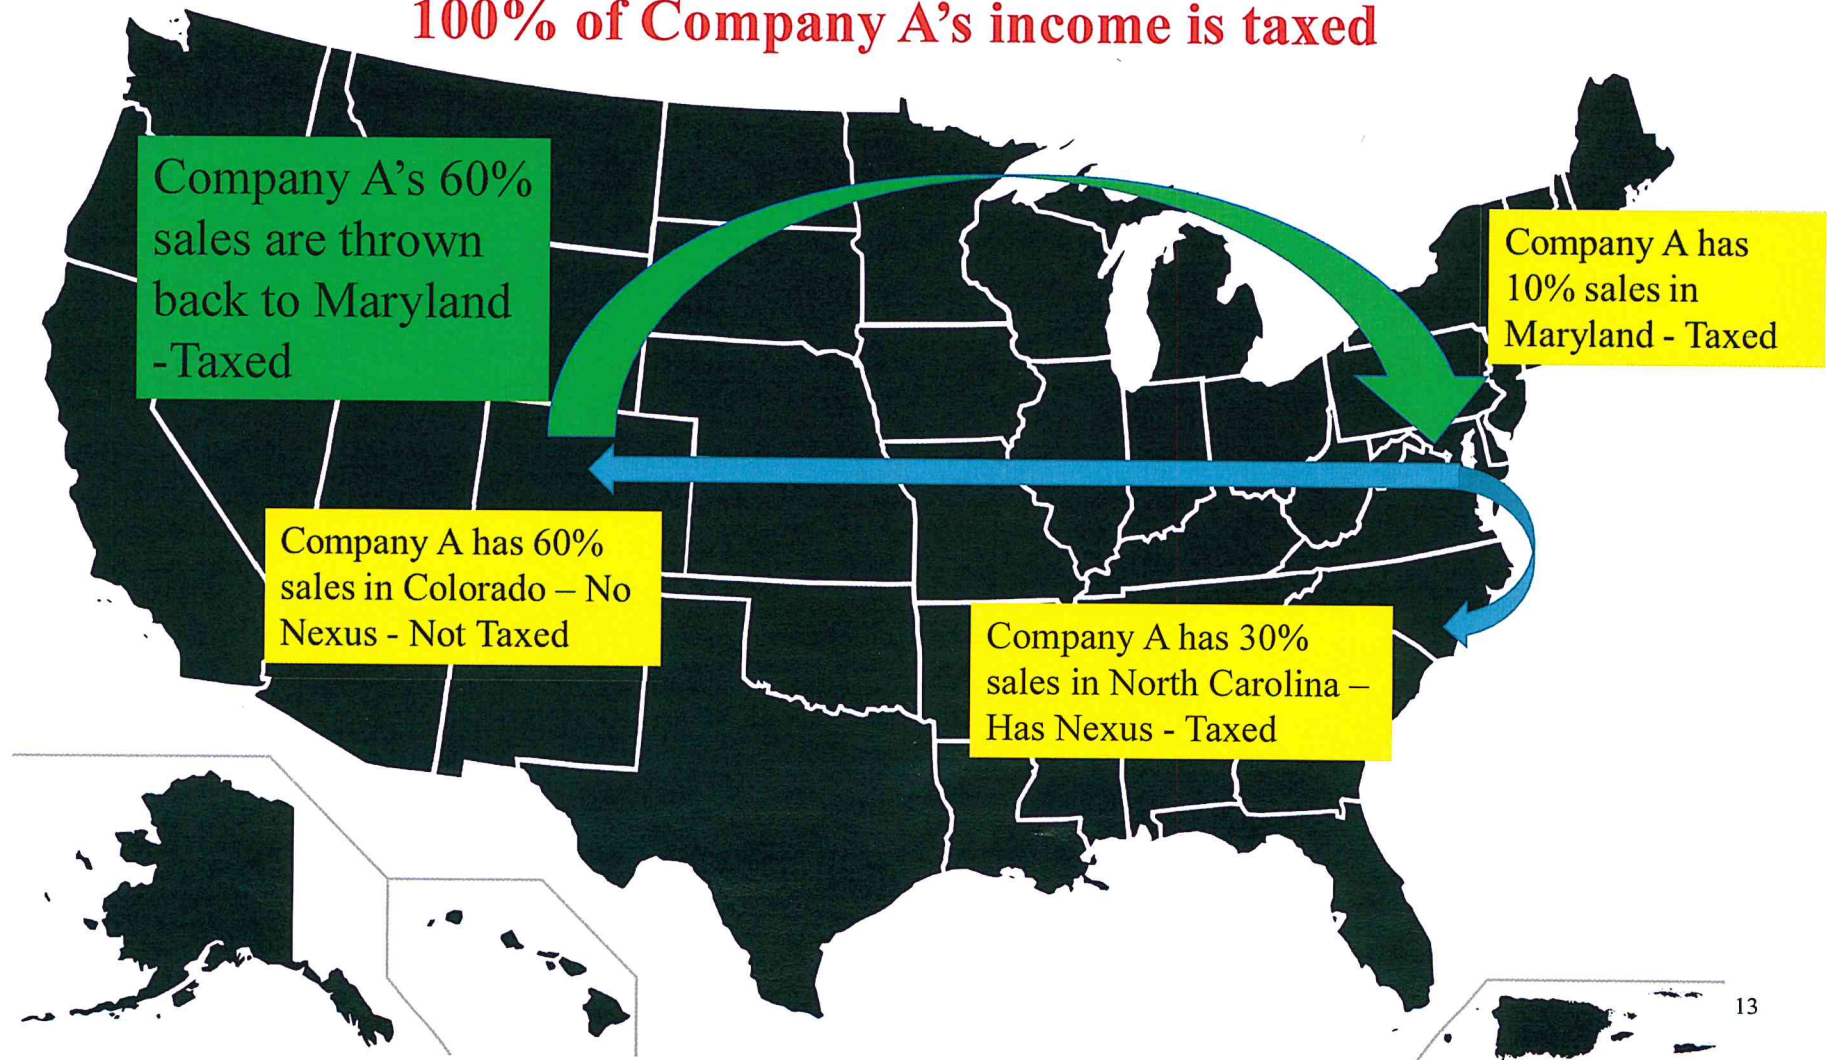 100% of Company A’s income is taxed
Company A’s 60%
sales are thrown
back to Maryland
-Taxed
Company A has
10% sales in
Maryland - Taxed
Company A has 60%
sales in Colorado – No
Nexus - Not Taxed
Company A has 30%
sales in North Carolina –
Has Nexus - Taxed
13